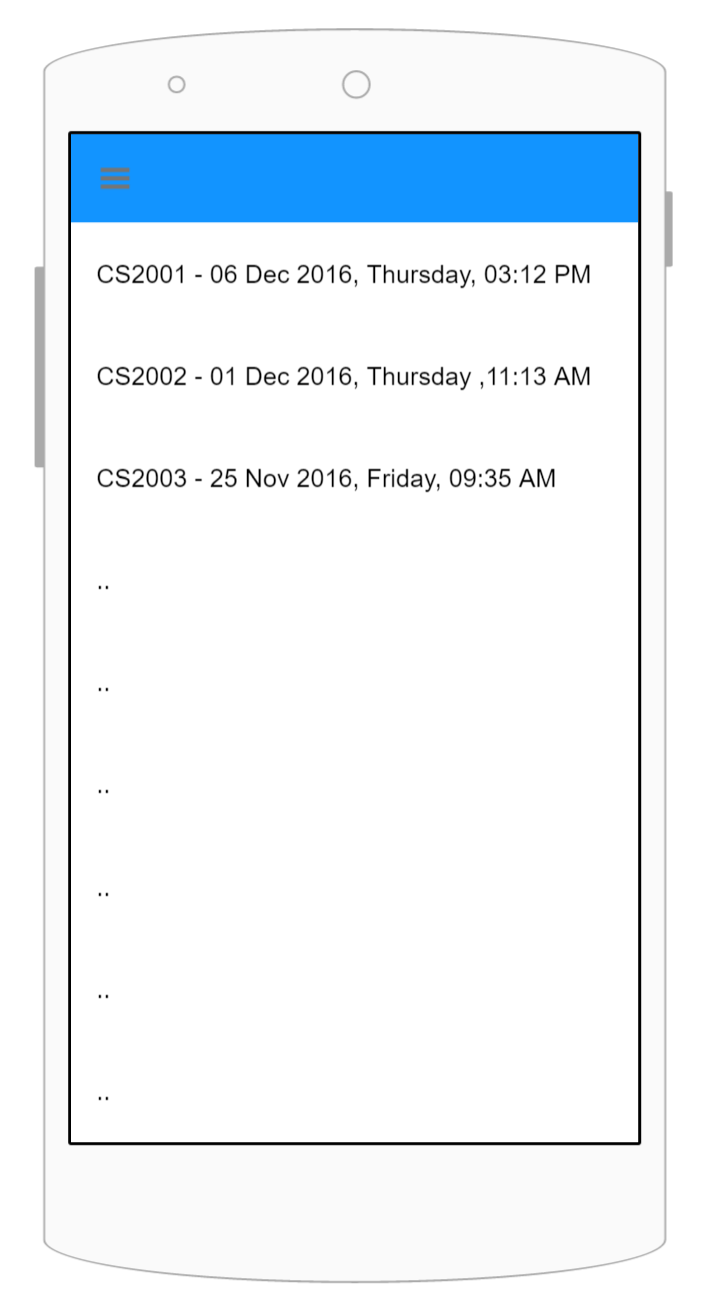 CS2001 - 06 Dec 2016, Thursday, 03:12 PM
CS2002 - 01 Dec 2016, Thursday ,11:13 AM
CS2003 - 25 Nov 2016, Friday, 09:35 AM
..
..
..
..
..
..